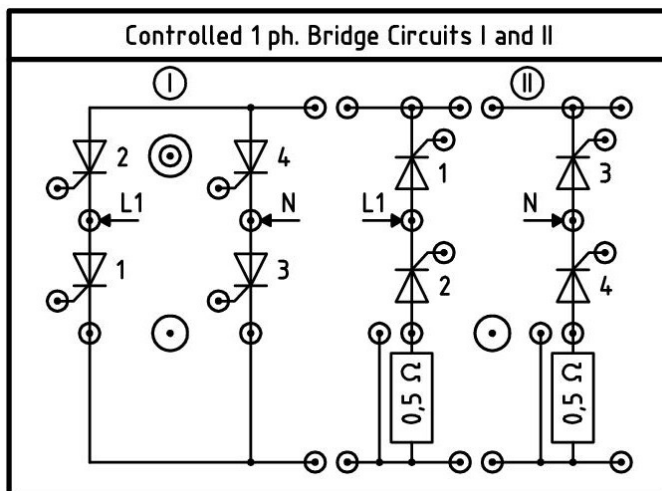 Controlled 1 ph. Bridge Circuits I and II
I
II
2
4
1
3
L1
N
L1
N
1
3
2
4
0,5 Ω
0,5 Ω